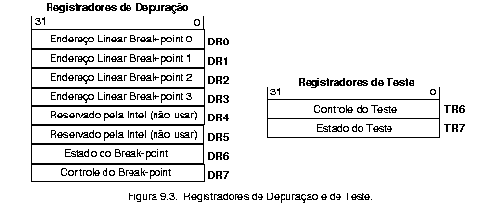 Registradores de Depuração
31 0
Endereço Linear Break-point 0 DR0
Endereço Linear Break-point 1 DR1
Endereço Linear Break-point 2 DR2
Endereço Linear Break-point 3 DR3
Reservado pela Intel (não usar) DR4
Reservado pela Intel (não usar) DR5
Estado do Break-point DR6
Controle do Break-point DR7
Registradores de Teste
31 0
Controle do Teste TR6
Estado do Teste TR7
Figura 9.3. Registradores de Depuração e de Teste.